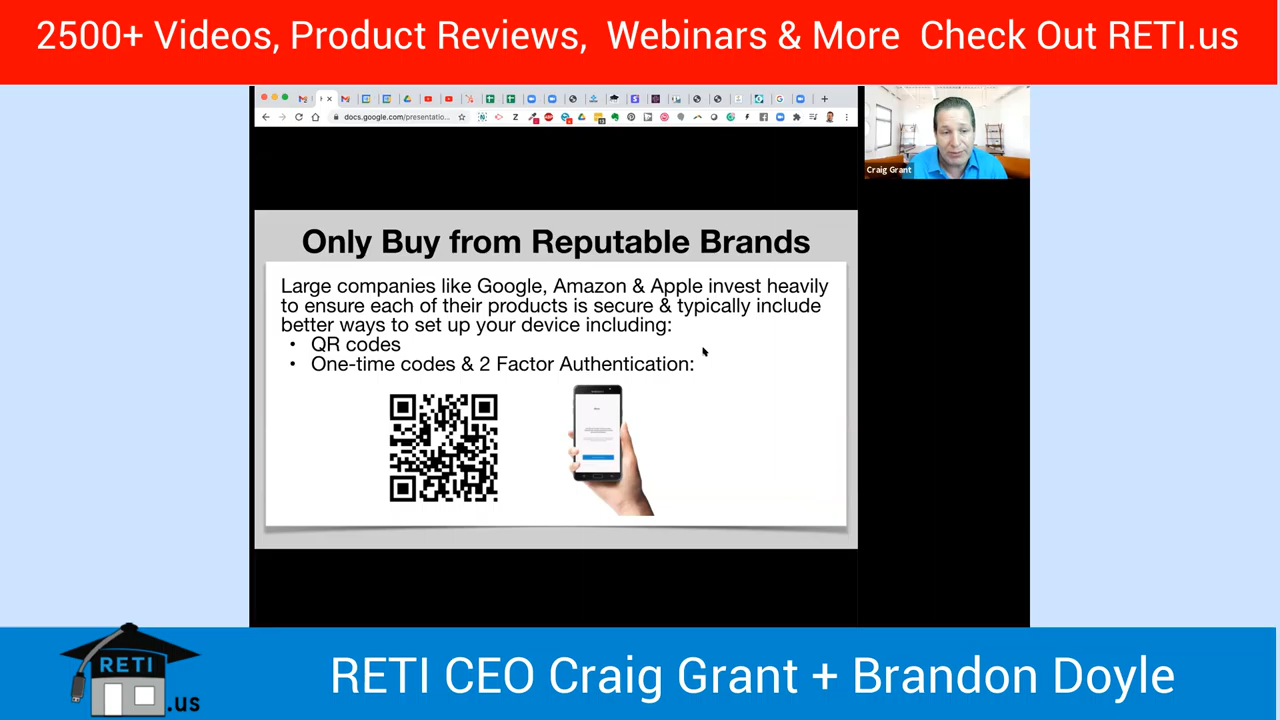 2500+ Videos, Product Reviews, Webinars & More Check Out RETI.us
docs.google.com/presentatio...
Craig Grant
Only Buy from Reputable Brands
Large companies like Google, Amazon & Apple invest heavily
to ensure each of their products is secure & typically include
better ways to set up your device including:
• QR codes
• One-time codes & 2 Factor Authentication:
RETI
.us
RETI CEO Craig Grant + Brandon Doyle